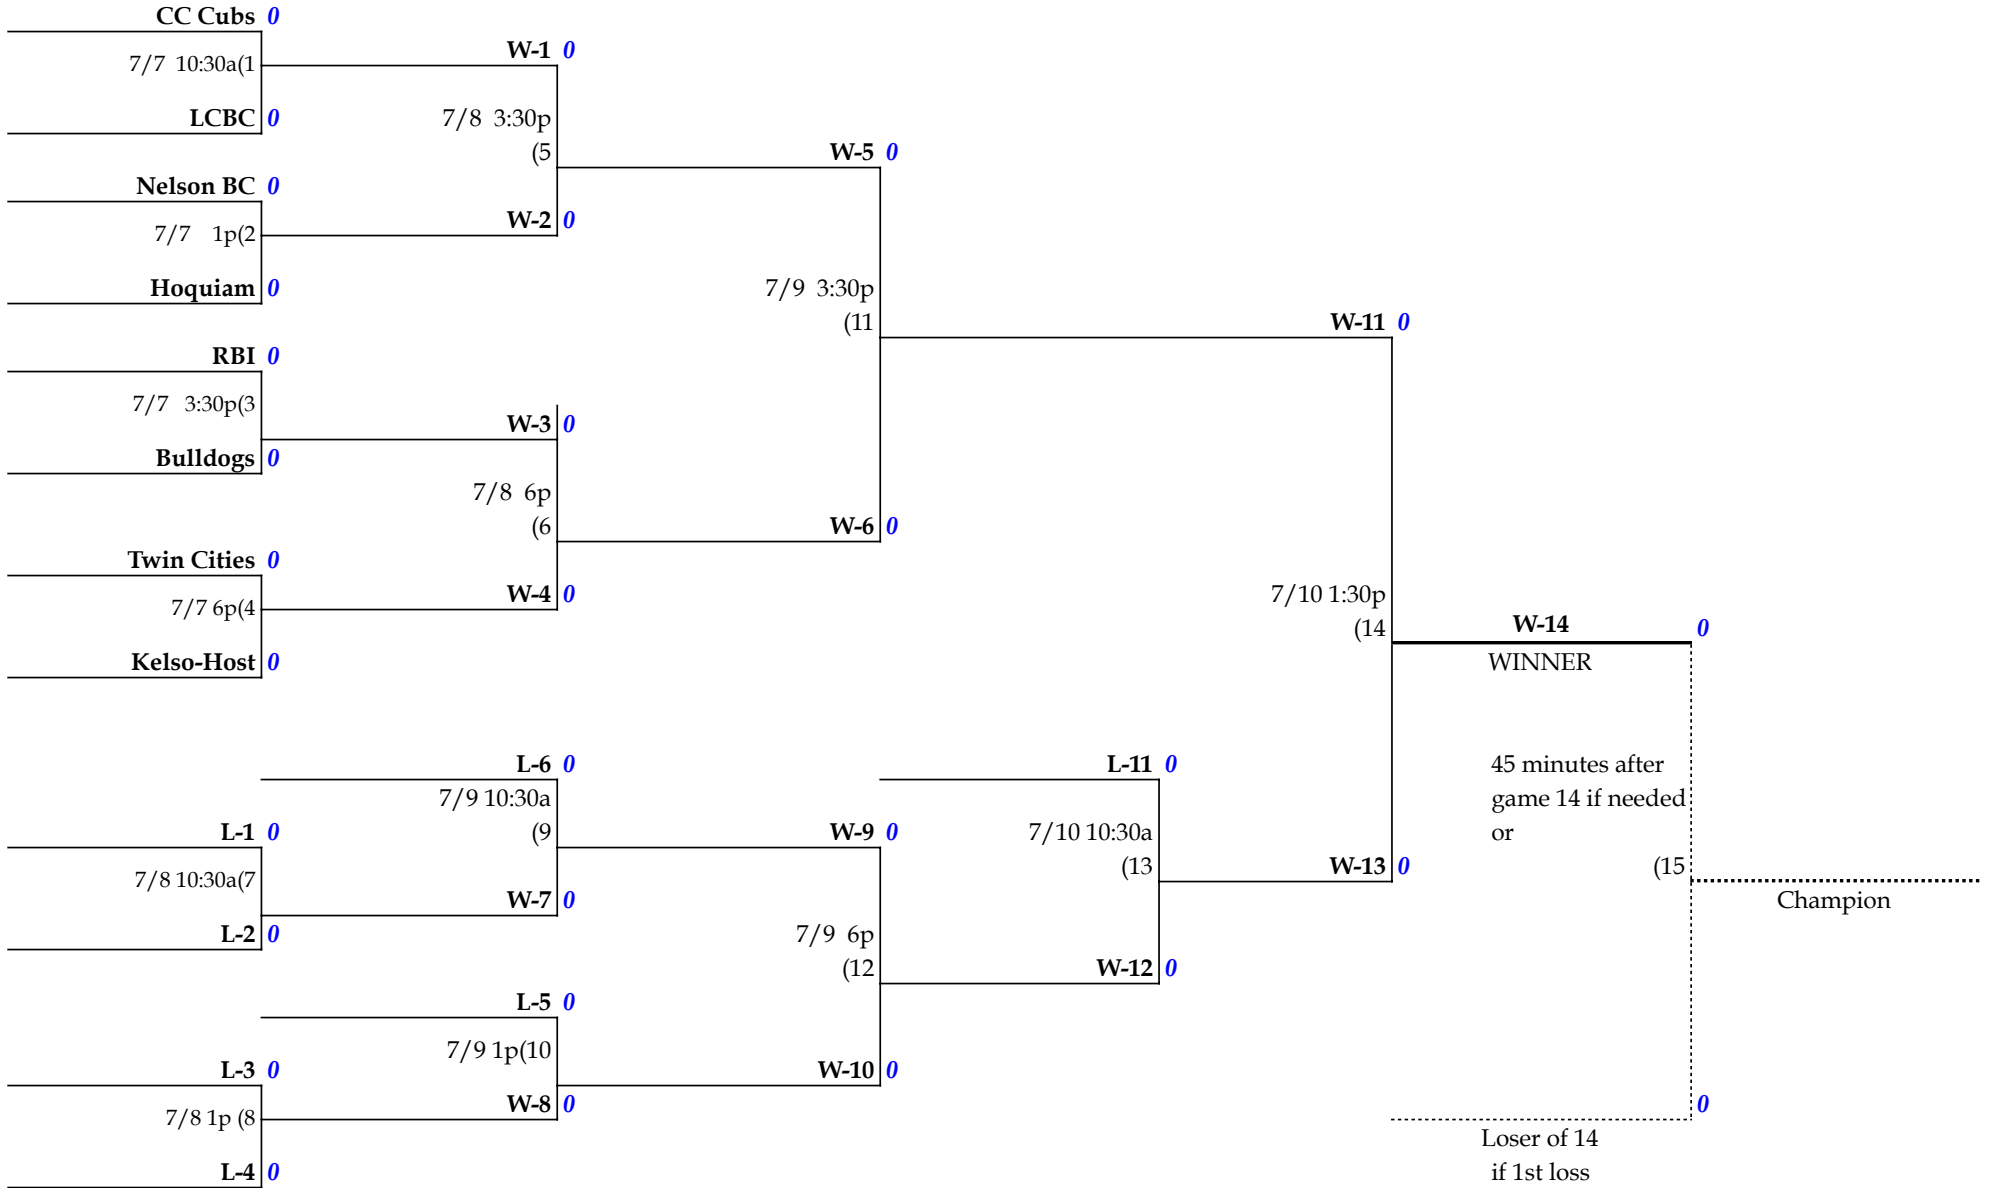 CC Cubs 0
W-1 0
7/7 10:30a(1
LCBC 0
7/8 3:30p
(5
W-5 0
Nelson BC 0
W-2 0
7/7 1p(2
Hoquiam 0
7/9 3:30p
(11
W-11 0
RBI 0
7/7 3:30p(3
W-3 0
Bulldogs 0
7/8 6p
(6
W-6 0
Twin Cities 0
7/7 6p(4
W-4 0
Kelso-Host 0
7/10 1:30p
(14
W-14 0
WINNER
L-6 0
7/9 10:30a
(9
L-11 0
45 minutes after
game 14 if needed
or
(15
L-1 0
W-9 0
7/10 10:30a
(13
W-13 0
7/8 10:30a(7
W-7 0
Champion
L-2 0
7/9 6p
(12
W-12 0
L-5 0
7/9 1p(10
L-3 0
W-10 0
7/8 1p (8
W-8 0
0
Loser of 14
if 1st loss
L-4 0